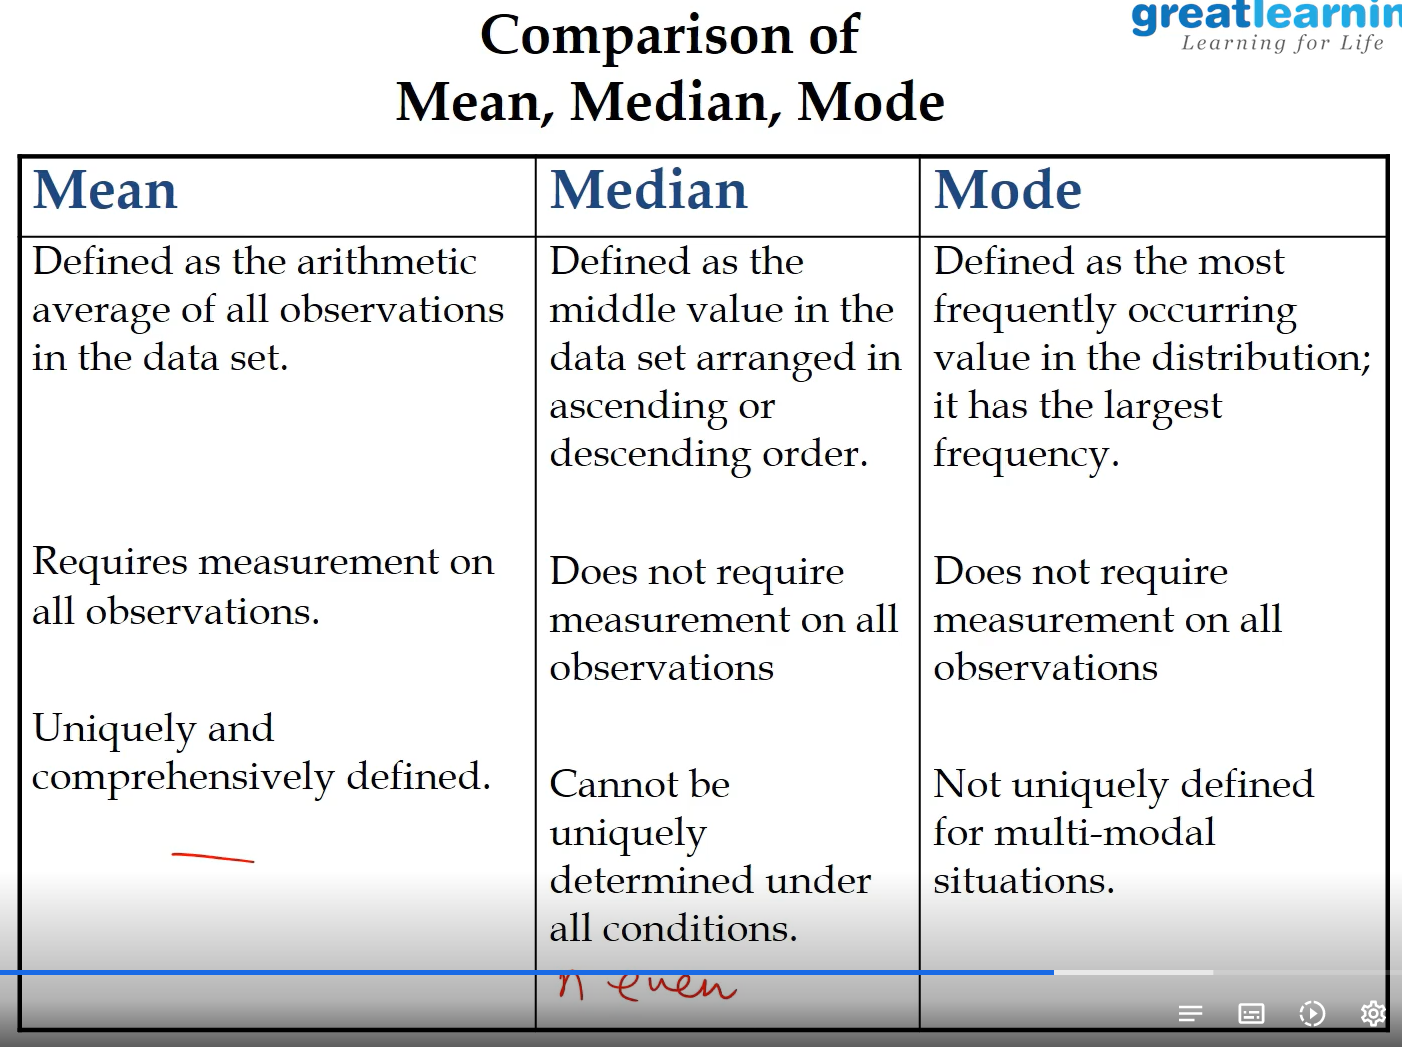 greatlearnin
Learning for Life
Comparison of
Mean, Median, Mode
Mean
Defined as the arithmetic
average of all observations
in the data set.
Requires measurement on
all observations.
Uniquely and
comprehensively defined.
Median
Defined as the
middle value in the
data set arranged in
ascending or
descending order.
Does not require
measurement on all
observations
Cannot be
uniquely
determined under
all conditions.
n even
Mode
Defined as the most
frequently occurring
value in the distribution;
it has the largest
frequency.
Does not require
measurement on all
observations
Not uniquely defined
for multi-modal
situations.